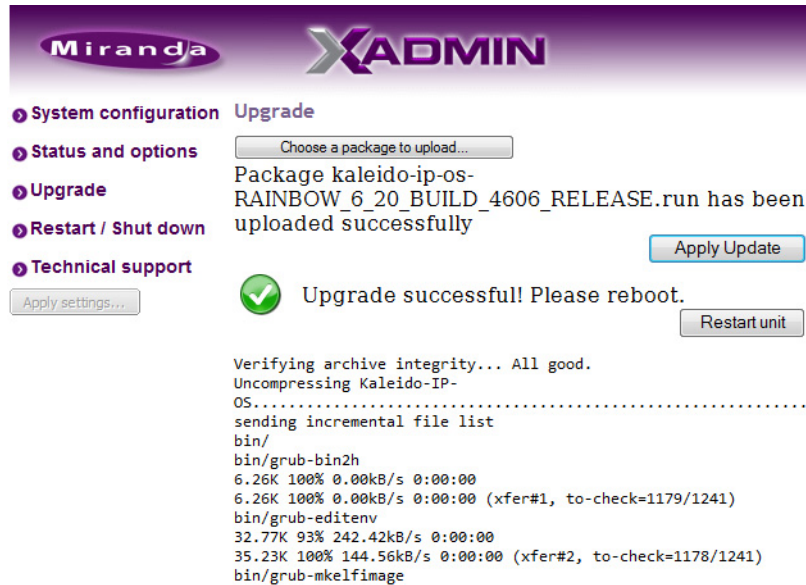 Miranda
XADMIN
System configuration
Status and options
Upgrade
Restart / Shut down
Technical support
Apply settings...
Upgrade
Choose a package to upload...
Package kaleido-ip-os-
RAINBOW_6_20_BUILD_4606_RELEASE.run has been
uploaded successfully
Apply Update
Upgrade successful! Please reboot.
Restart unit
Verifying archive integrity... All good.
Uncompressing Kaleido-IP-
OS..............................................................
sending incremental file list
bin/
bin/grub-bin2h
6.26K 100% 0.00kB/s 0:00:00
6.26K 100% 0.00kB/s 0:00:00 (xfer#1, to-check=1179/1241)
bin/grub-editenv
32.77K 93% 242.42kB/s 0:00:00
35.23K 100% 144.56kB/s 0:00:00 (xfer#2, to-check=1178/1241)
bin/grub-mkelfimage